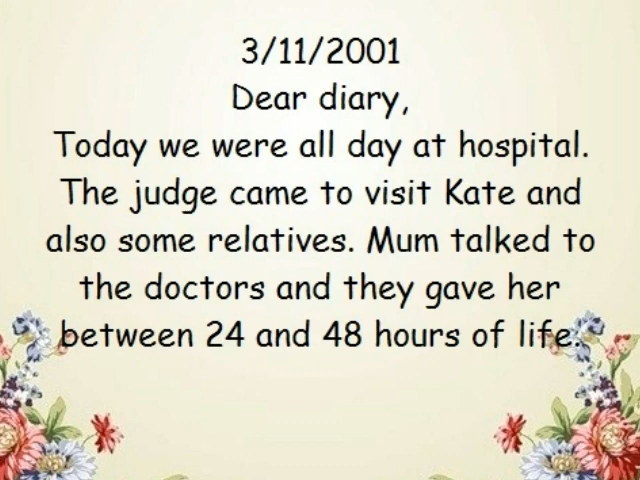 3/11/2001
Dear diary,
Today we were all day at hospital.
The judge came to visit Kate and
also some relatives. Mum talked to
the doctors and they gave her
between 24 and 48 hours of life.